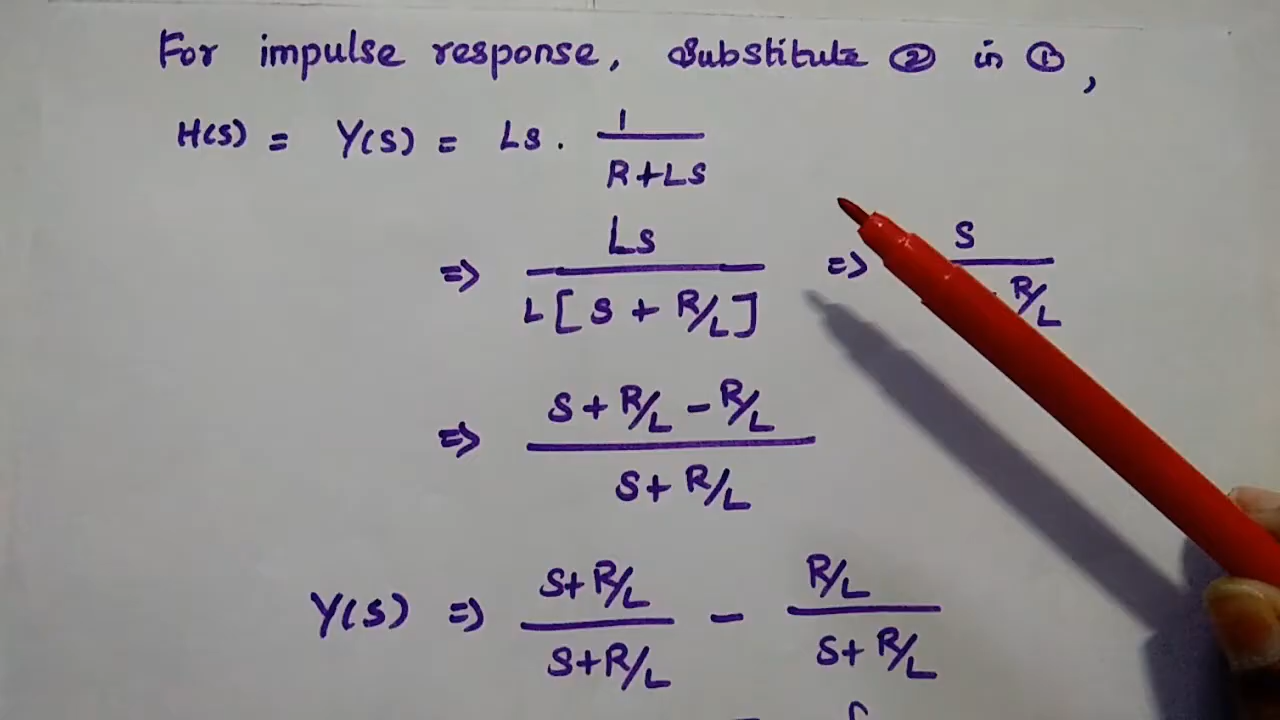 For impulse response, Substitute ② in ①,
H(S) = Y(S) = Ls . 1 / R+LS
=> Ls / L[S + R/L] => S / R/L
=> S + R/L - R/L / S + R/L
Y(S) => S+R/L / S+R/L - R/L / S+ R/L